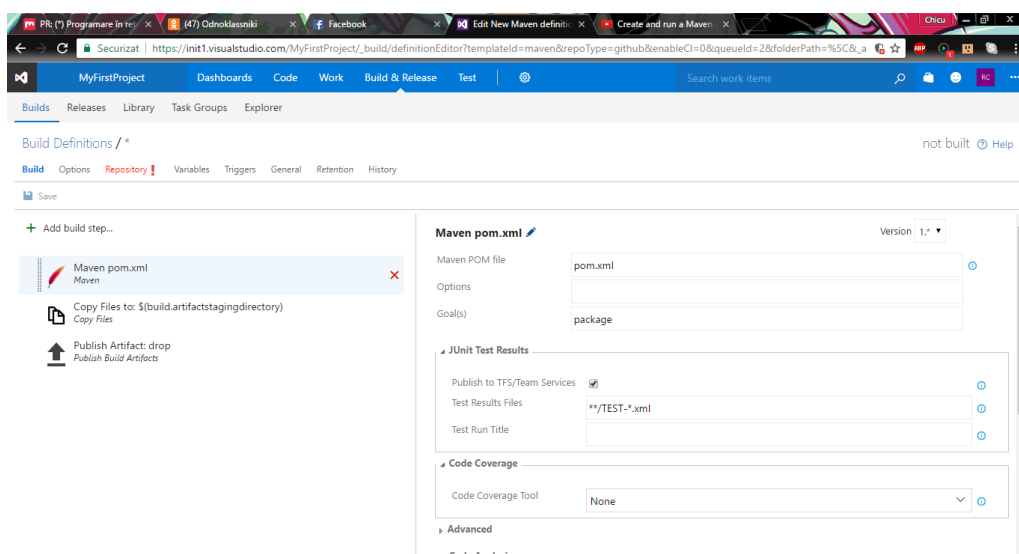 PR: (*) Programare în reț
(47) Odnoklassniki
Facebook
Edit New Maven definitic
Create and run a Maven
Chicu
Securizat | https://init1.visualstudio.com/MyFirstProject/_build/definitionEditor?templateId=maven&repoType=github&enableCI=0&queueId=2&folderPath=%5C&_a
ABP
MyFirstProject Dashboards Code Work Build & Release Test Search work items RC
Builds Releases Library Task Groups Explorer
Build Definitions / * not built Help
Build Options Repository ! Variables Triggers General Retention History
Save
Add build step...
Maven pom.xml
Maven
Copy Files to: $(build.artifactstagingdirectory)
Copy Files
Publish Artifact: drop
Publish Build Artifacts
Maven pom.xml Version 1.*
Maven POM file pom.xml
Options
Goal(s) package
JUnit Test Results
Publish to TFS/Team Services
Test Results Files **/TEST-*.xml
Test Run Title
Code Coverage
Code Coverage Tool None
Advanced